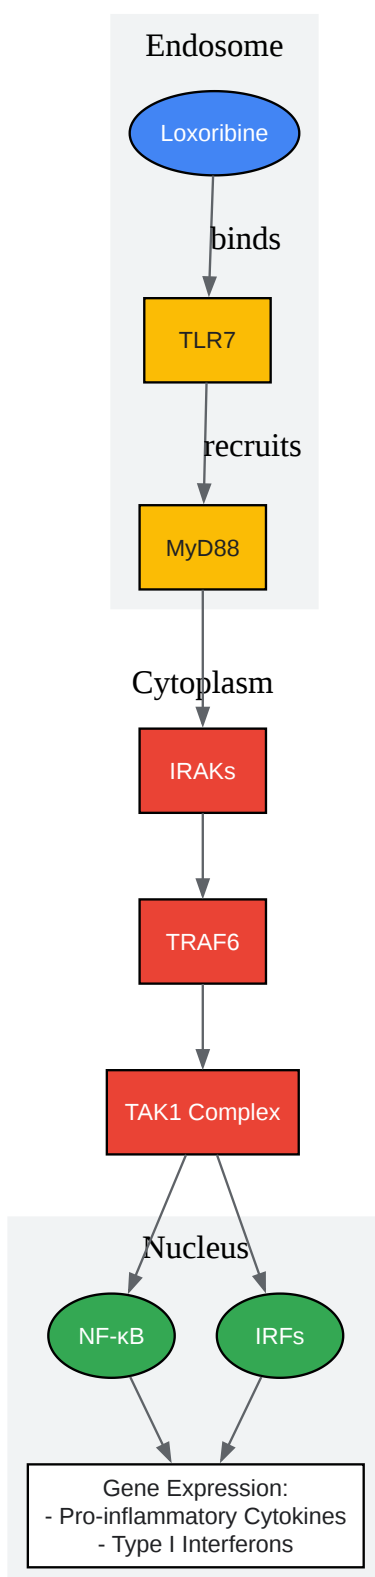 Endosome
Loxoribine
binds
TLR7
recruits
MyD88
Cytoplasm
IRAKs
TRAF6
TAK1 Complex
Nucleus
NF-κB
IRFs
Gene Expression:
- Pro-inflammatory Cytokines
- Type I Interferons